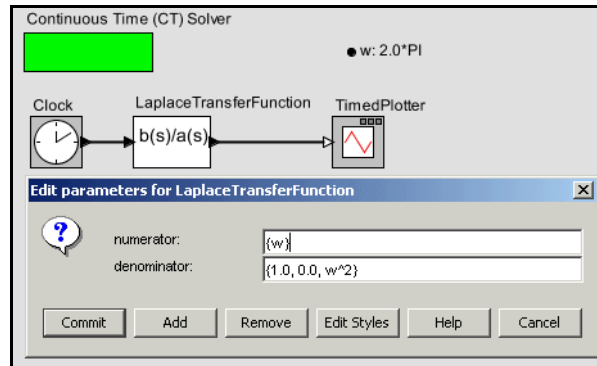 Continuous Time (CT) Solver
w: 2.0*PI
Clock
LaplaceTransferFunction
TimedPlotter
b(s)/a(s)
Edit parameters for LaplaceTransferFunction
?
numerator: {w}
denominator: {1.0, 0.0, w^2}
Commit Add Remove Edit Styles Help Cancel